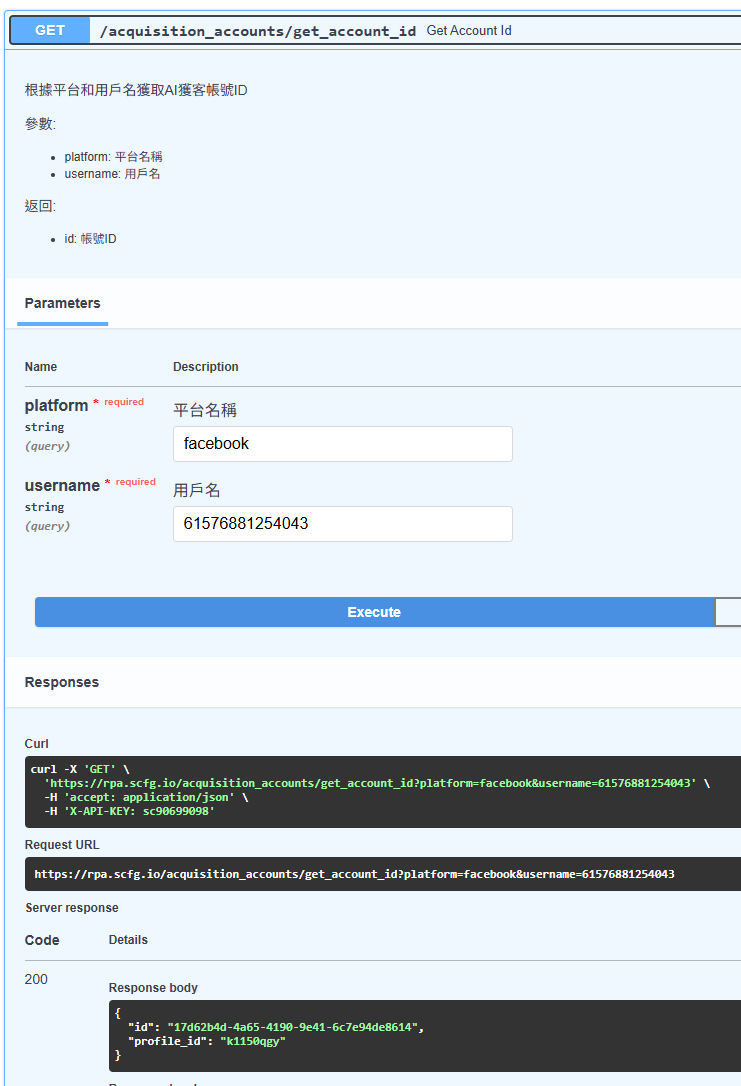 GET /acquisition_accounts/get_account_id Get Account Id
根據平台和用戶名獲取AI獲客帳號ID
參數:
platform: 平台名稱
username: 用戶名
返回:
id: 帳號ID
Parameters
Name Description
platform * required
平台名稱
string
(query)
facebook
username * required
用戶名
string
(query)
61576881254043
Execute
Responses
Curl
curl -X 'GET' \
'https://rpa.scfg.io/acquisition_accounts/get_account_id?platform=facebook&username=61576881254043' \
-H 'accept: application/json' \
-H 'X-API-KEY: sc90699098'
Request URL
https://rpa.scfg.io/acquisition_accounts/get_account_id?platform=facebook&username=61576881254043
Server response
Code Details
200
Response body
{
"id": "17d62b4d-4a65-4190-9e41-6c7e94de8614",
"profile_id": "k1150qgy"
}